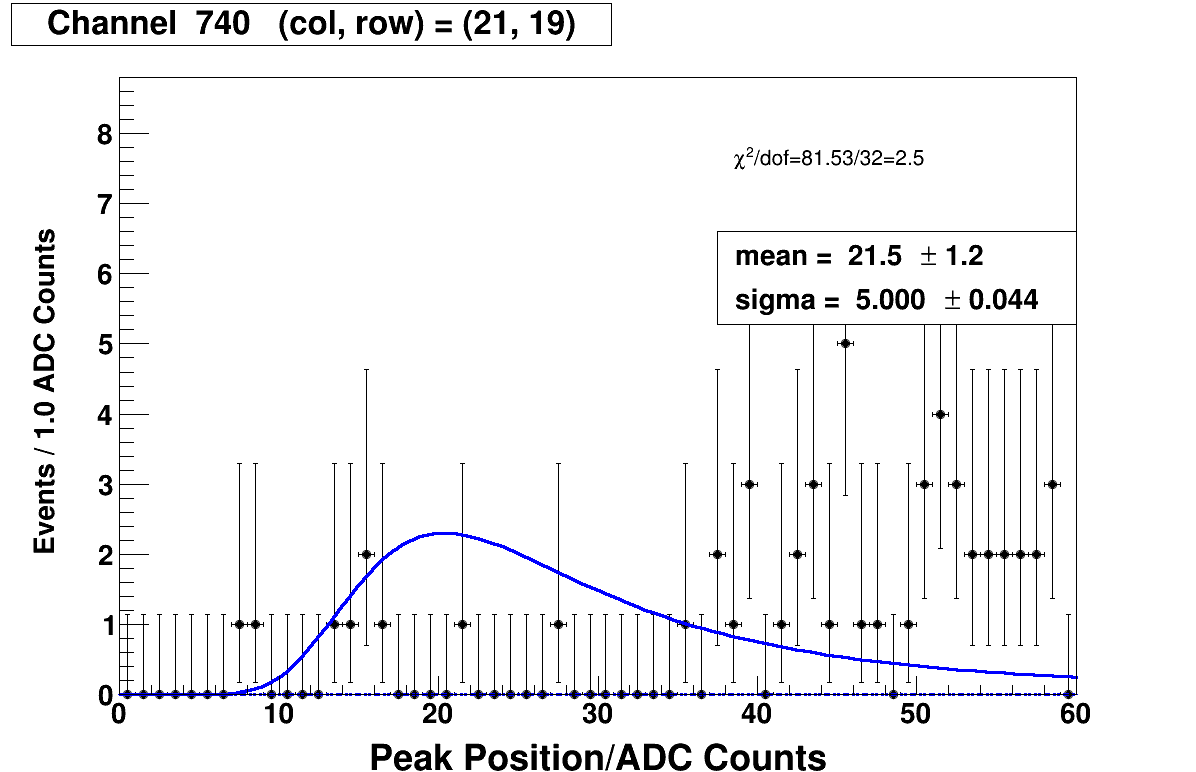 Channel 740 (col, row) = (21, 19)
χ²/dof=81.53/32=2.5
mean = 21.5 ± 1.2
sigma = 5.000 ± 0.044
Events / 1.0 ADC Counts
8
7
6
5
4
3
2
1
0
0 10 20 30 40 50 60
Peak Position/ADC Counts